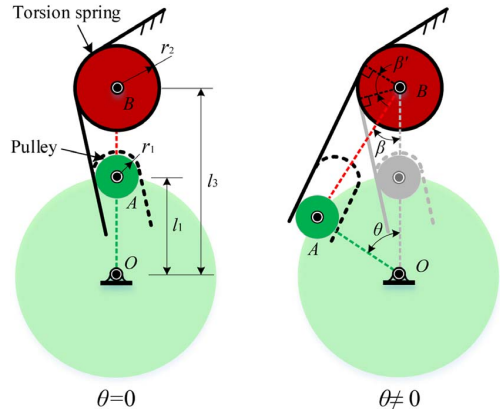 Torsion spring
r₂
B
Pulley
r₁
A
l₁
l₃
O
θ=0
β'
B
β
A
θ
O
θ≠ 0